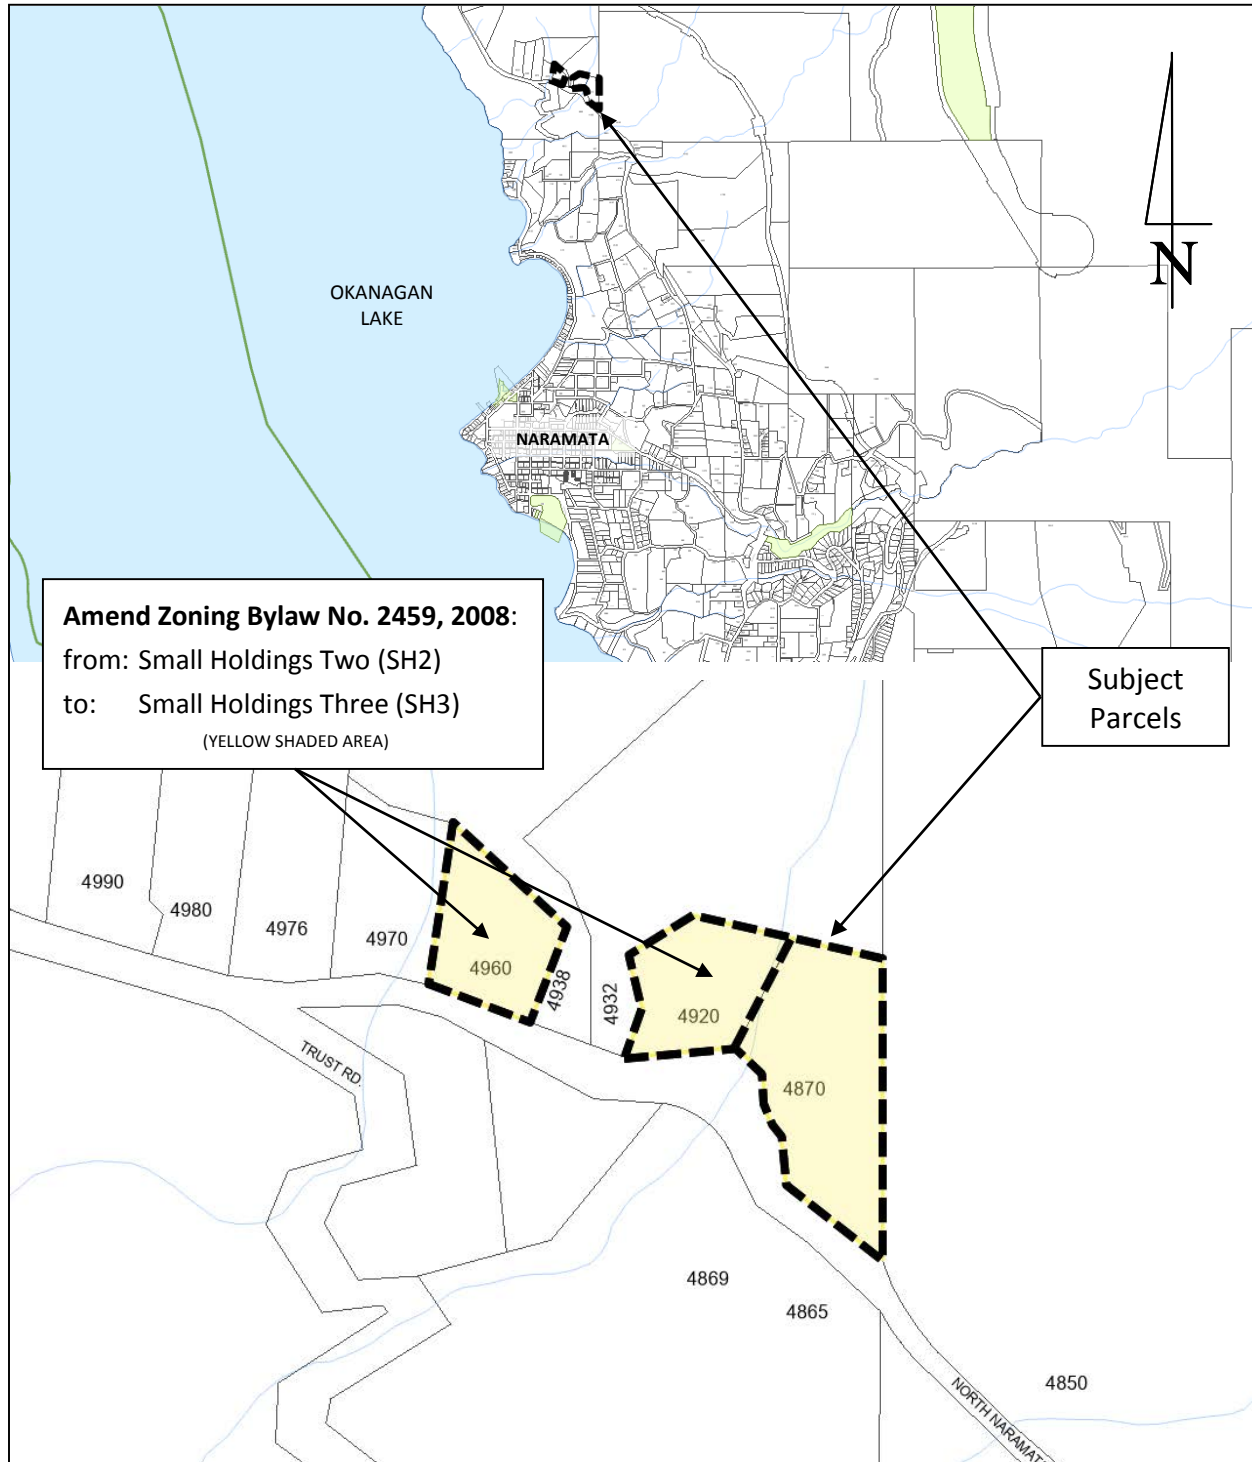 OKANAGAN
LAKE
N
NARAMATA
Amend Zoning Bylaw No. 2459, 2008:
from: Small Holdings Two (SH2)
to: Small Holdings Three (SH3)
(YELLOW SHADED AREA)
Subject
Parcels
4990
4980
4976
4970
4960
4938
4932
4920
4870
TRUST RD.
4869
4865
4850
NORTH NARAMAT